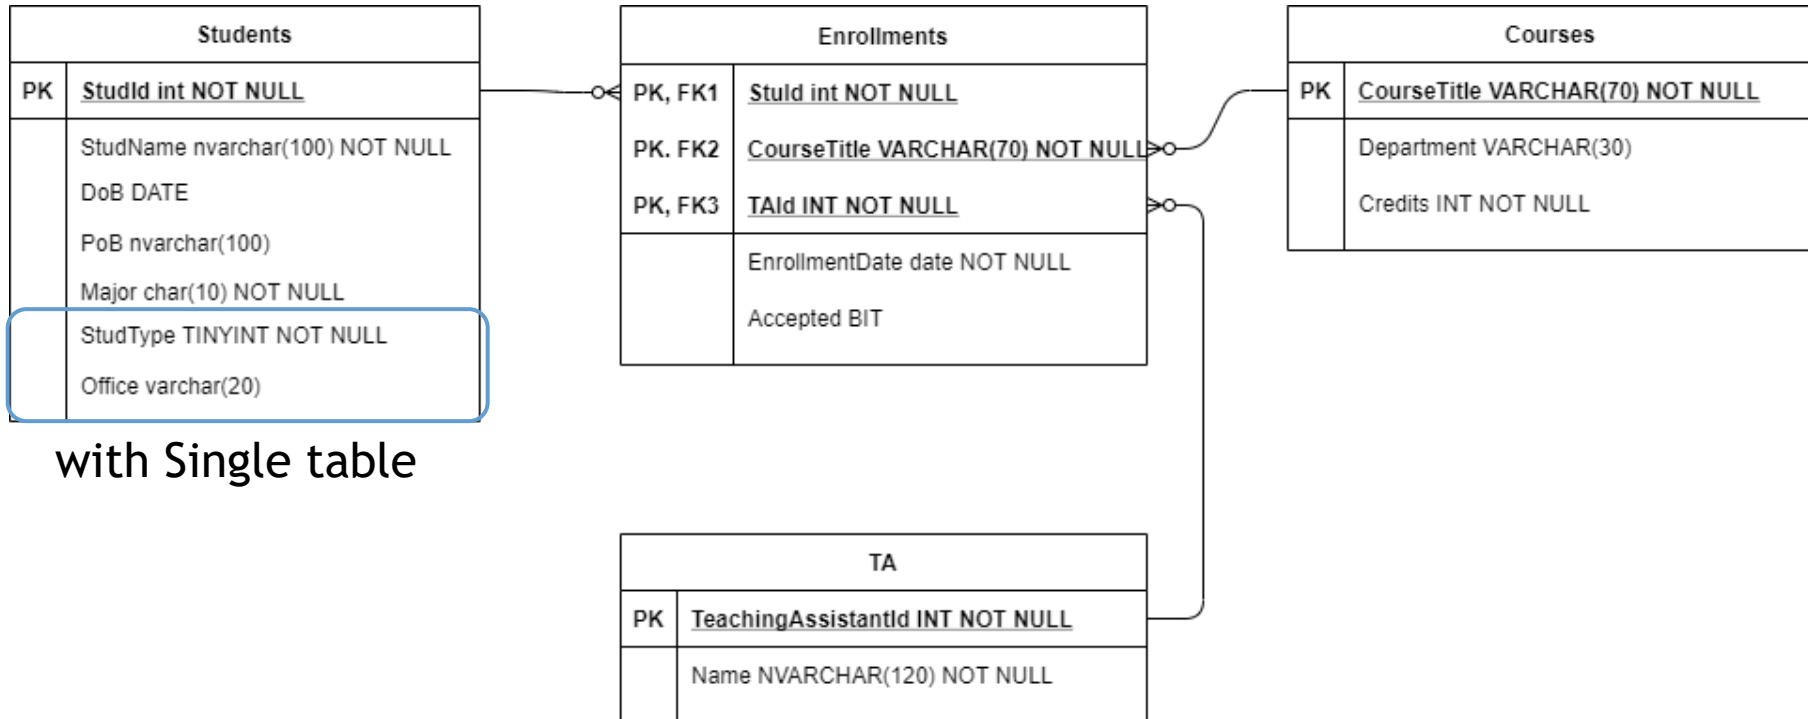 Students
PK StudId int NOT NULL
StudName nvarchar(100) NOT NULL
DoB DATE
PoB nvarchar(100)
Major char(10) NOT NULL
StudType TINYINT NOT NULL
Office varchar(20)
with Single table
Enrollments
PK, FK1 StuId int NOT NULL
PK. FK2 CourseTitle VARCHAR(70) NOT NULL
PK, FK3 TAId INT NOT NULL
EnrollmentDate date NOT NULL
Accepted BIT
Courses
PK CourseTitle VARCHAR(70) NOT NULL
Department VARCHAR(30)
Credits INT NOT NULL
TA
PK TeachingAssistantId INT NOT NULL
Name NVARCHAR(120) NOT NULL